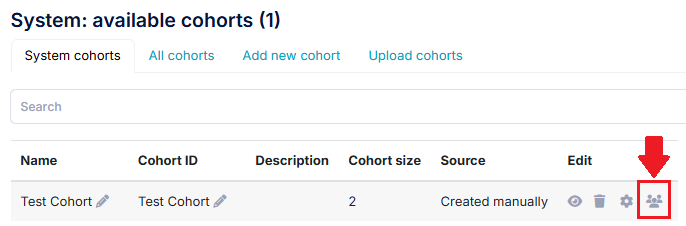 System: available cohorts (1)
System cohorts All cohorts Add new cohort Upload cohorts
Search
Name Cohort ID Description Cohort size Source Edit
Test Cohort Test Cohort 2 Created manually